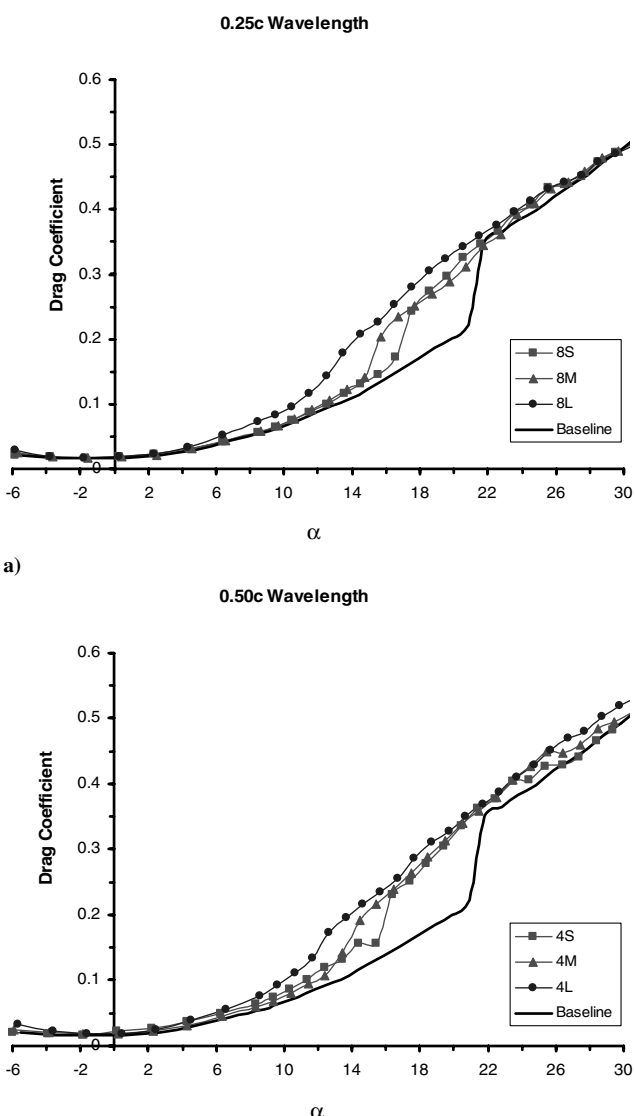 0.25c Wavelength
0.6
0.5
0.4
0.3
0.2
0.1
0
Drag Coefficient
8S
8M
8L
Baseline
-6 -2 2 6 10 14 18 22 26 30
α
a)
0.50c Wavelength
0.6
0.5
0.4
0.3
0.2
0.1
0
Drag Coefficient
4S
4M
4L
Baseline
-6 -2 2 6 10 14 18 22 26 30
α